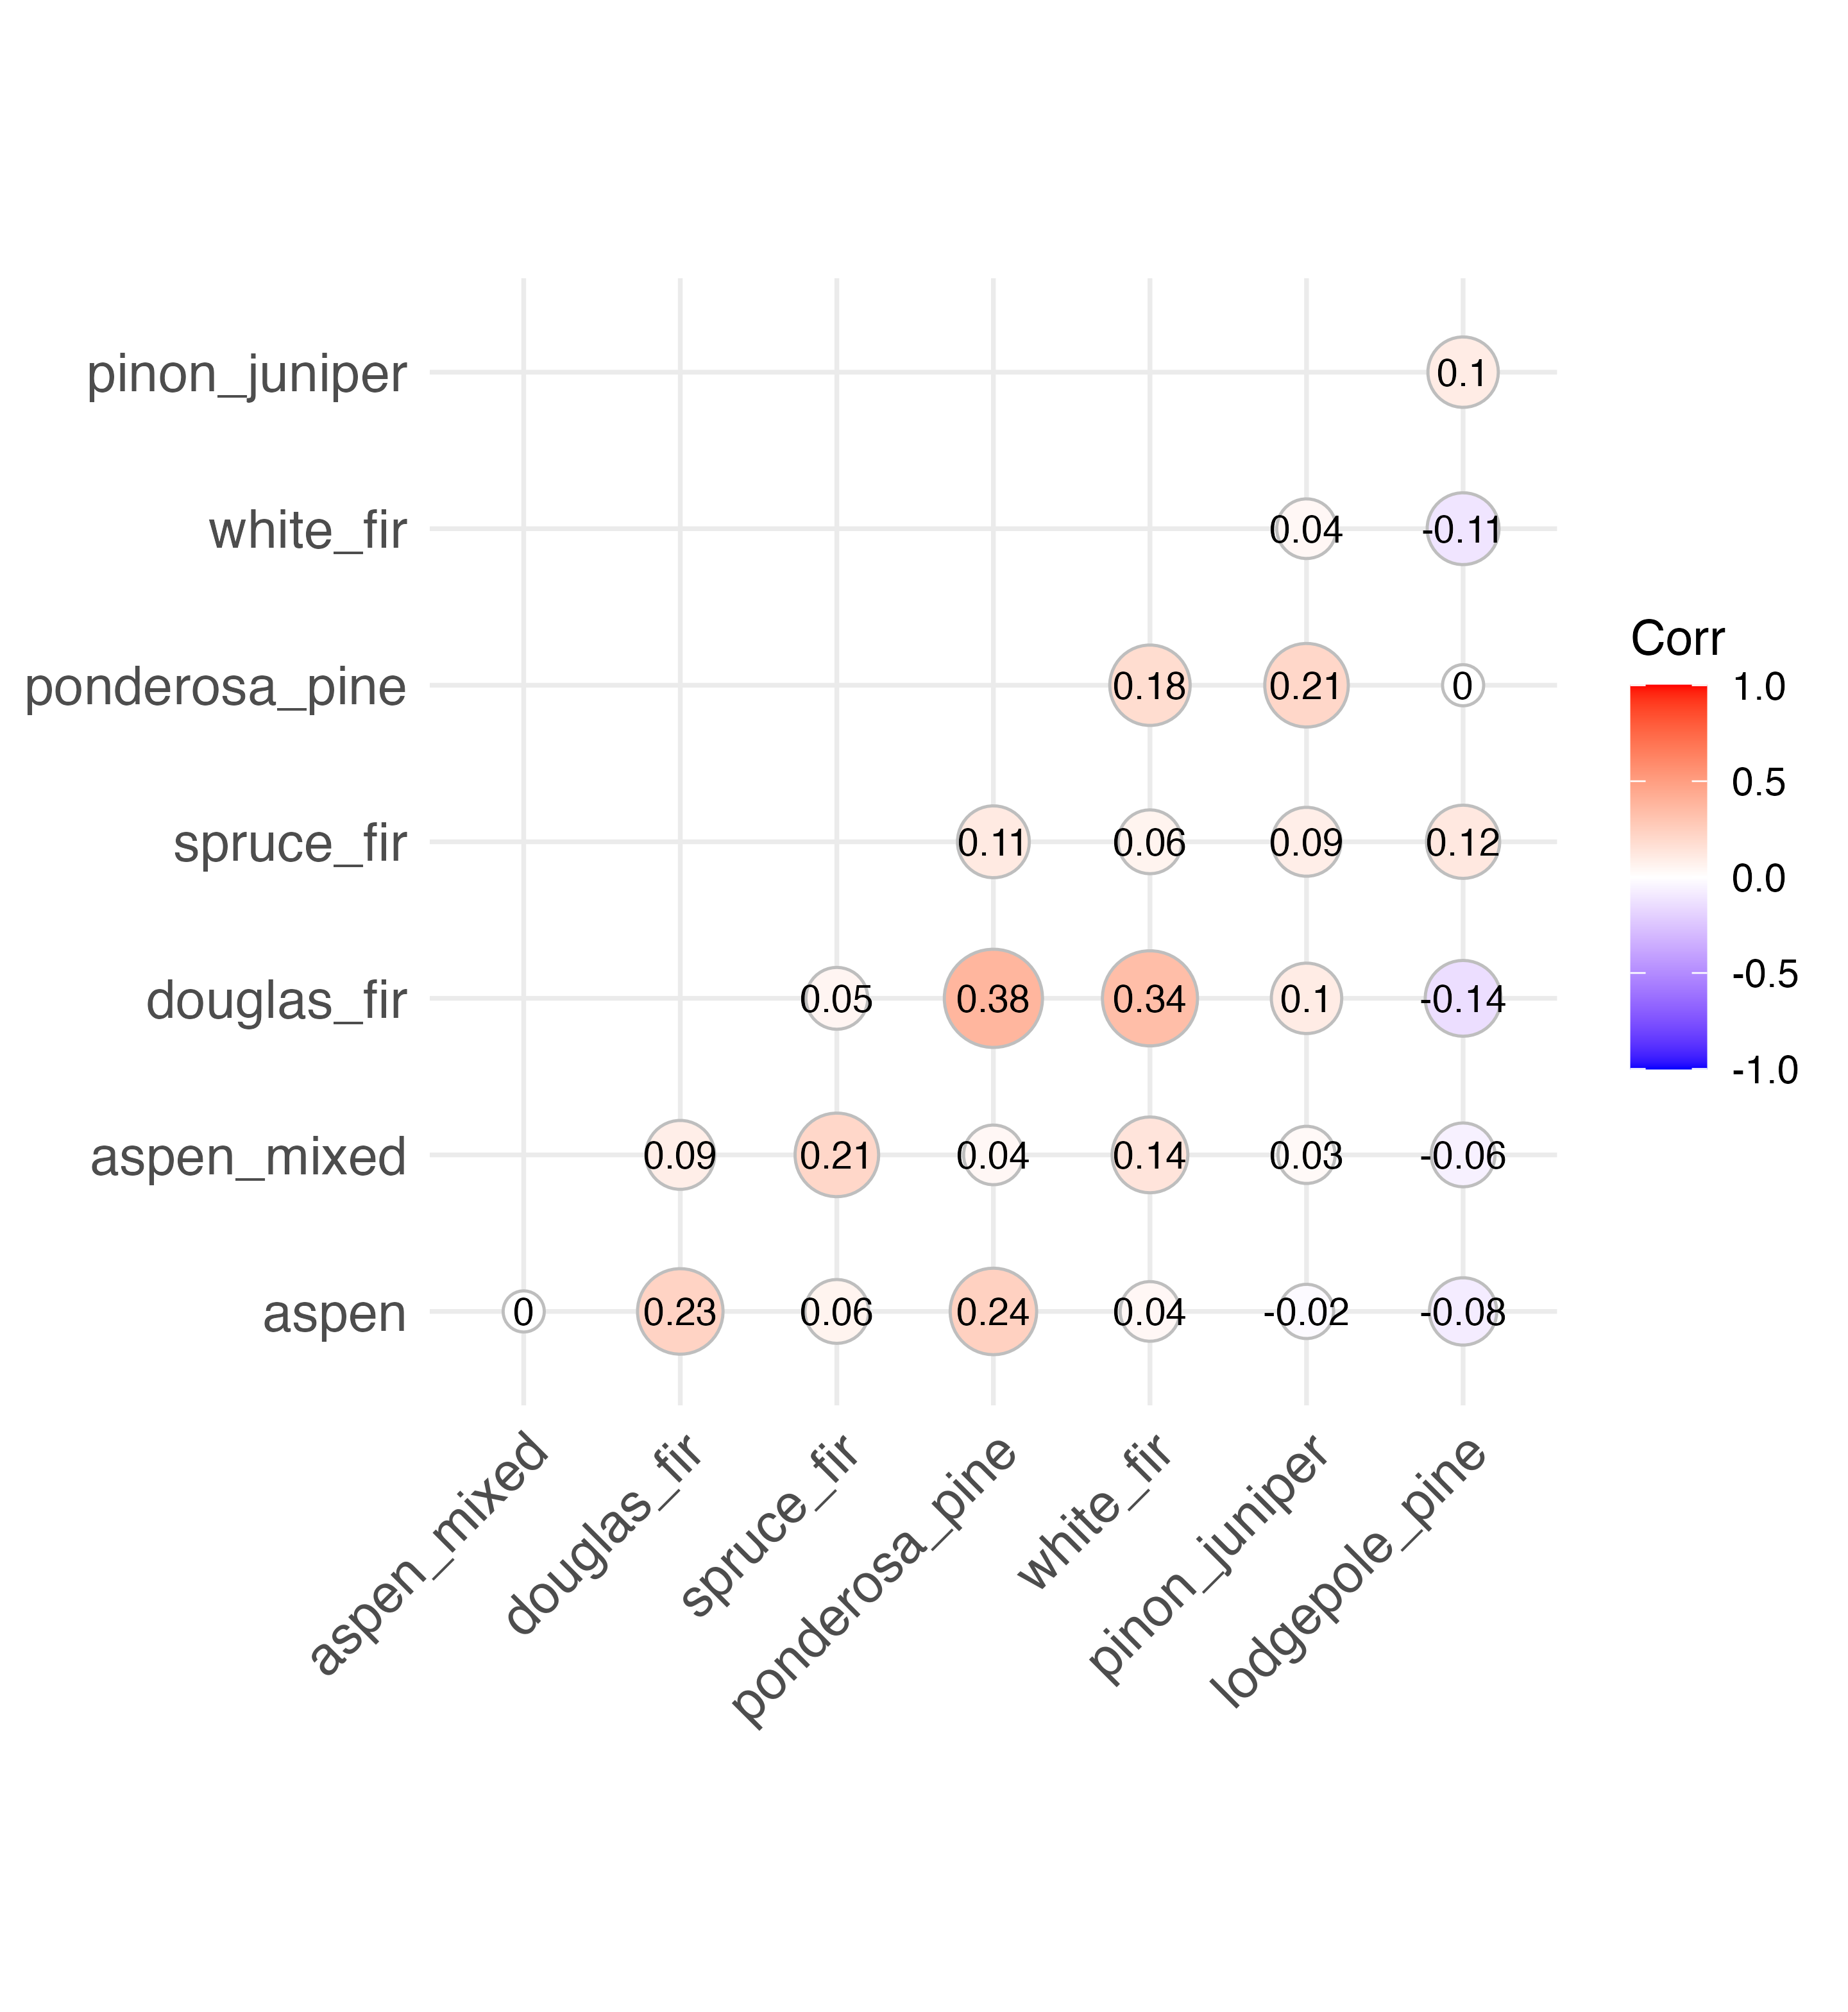 pinon_juniper 0.1
white_fir 0.04 -0.11
ponderosa_pine 0.18 0.21 0
spruce_fir 0.11 0.06 0.09 0.12
douglas_fir 0.05 0.38 0.34 0.1 -0.14
aspen_mixed 0.09 0.21 0.04 0.14 0.03 -0.06
aspen 0 0.23 0.06 0.24 0.04 -0.02 -0.08
aspen_mixed
douglas_fir
spruce_fir
ponderosa_pine
white_fir
pinon_juniper
lodgepole_pine
Corr
1.0
0.5
0.0
-0.5
-1.0